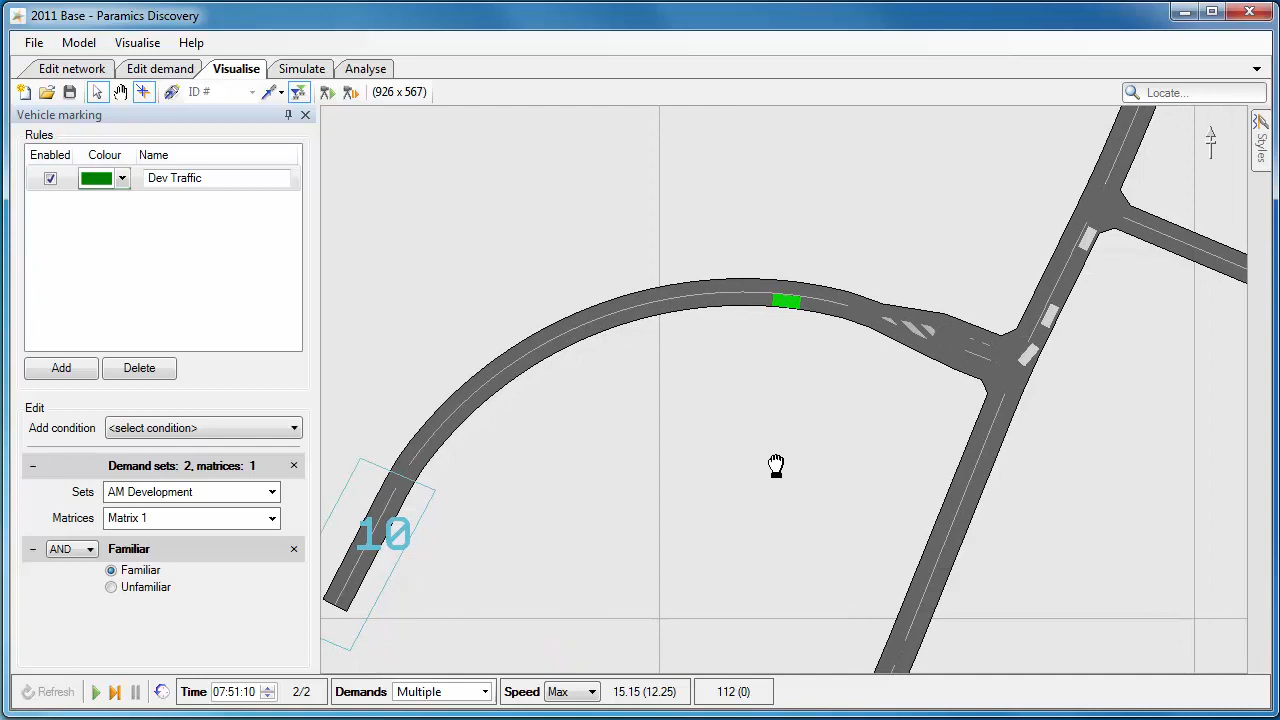 2011 Base - Paramics Discovery
File Model Visualise Help
Edit network Edit demand Visualise Simulate Analyse
ID # (926 x 567) Locate...
Vehicle marking
Styles
Rules
Enabled Colour Name
Dev Traffic
Add Delete
Edit
Add condition <select condition>
Demand sets: 2, matrices: 1
Sets AM Development
Matrices Matrix 1
AND Familiar
Familiar
Unfamiliar
10
Refresh Time 07:51:10 2/2 Demands Multiple Speed Max 15.15 (12.25) 112 (0)